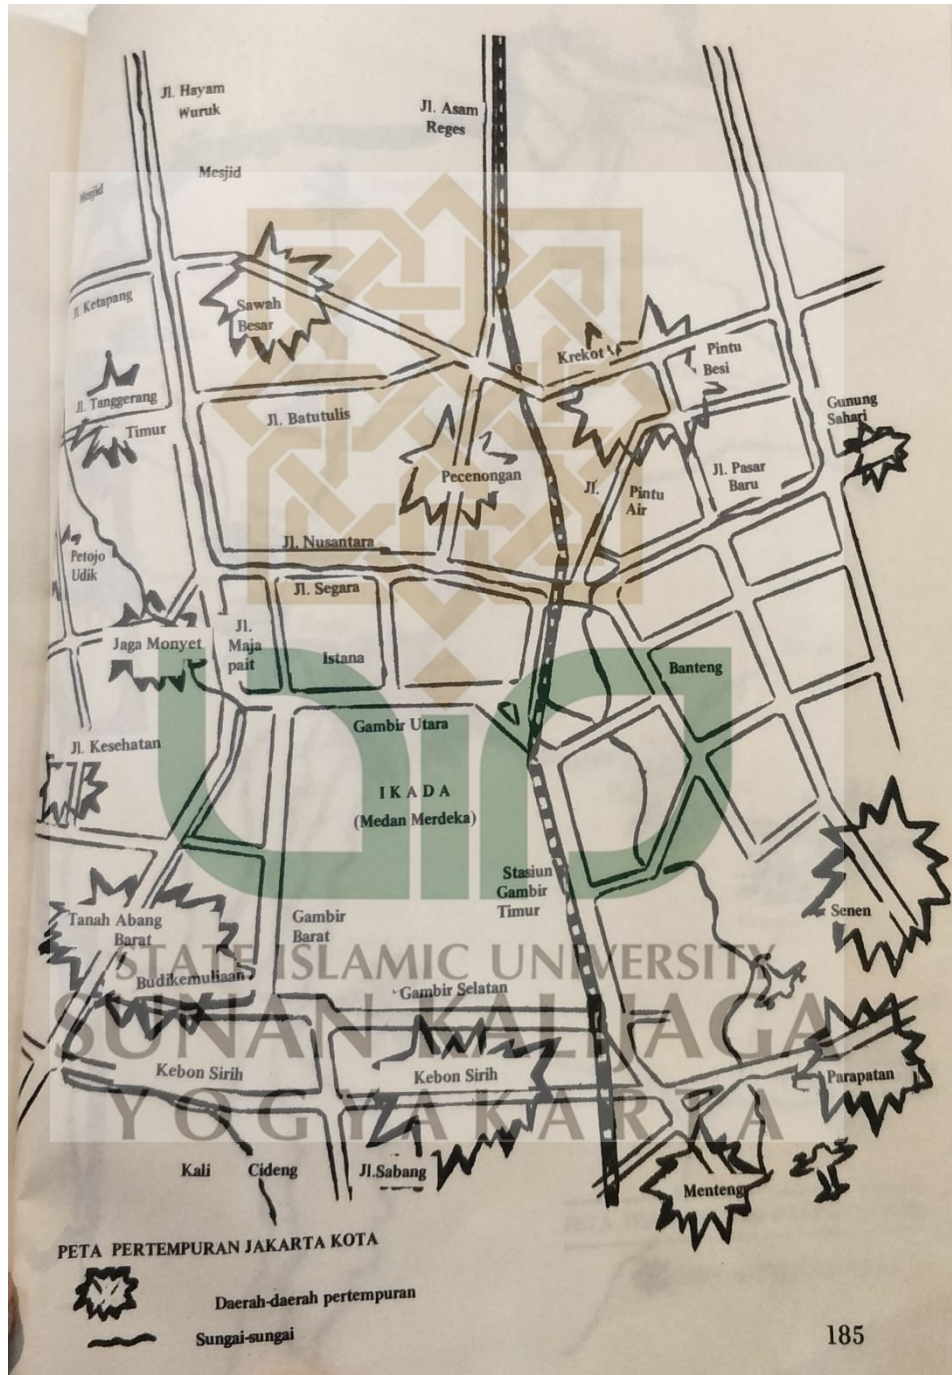 Jl. Hayam
Wuruk
Jl. Asam
Reges
Mesjid
Mesjid
Jl. Ketapang
Sawah
Besar
Krekot
Pintu
Besi
Jl. Tanggerang
Timur
Jl. Batutulis
Gunung
Sahari
Pecenongan
Jl.
Pintu
Air
Jl. Pasar
Baru
Jl. Nusantara
Petojo
Udik
Jl. Segara
Jaga Monyet
Jl.
Maja
pait
Istana
Banteng
Gambir Utara
Jl. Kesehatan
IKADA
(Medan Merdeka)
Stasiun
Gambir
Timur
Tanah Abang
Barat
Gambir
Barat
Senen
Budikemuliaan
Gambir Selatan
STATE ISLAMIC UNIVERSITY
SUNAN KALIJAGA
YOGYAKARTA
Kebon Sirih
Kebon Sirih
Parapatan
Kali Cideng
Jl.Sabang
Menteng
PETA PERTEMPURAN JAKARTA KOTA
Daerah-daerah pertempuran
Sungai-sungai
185